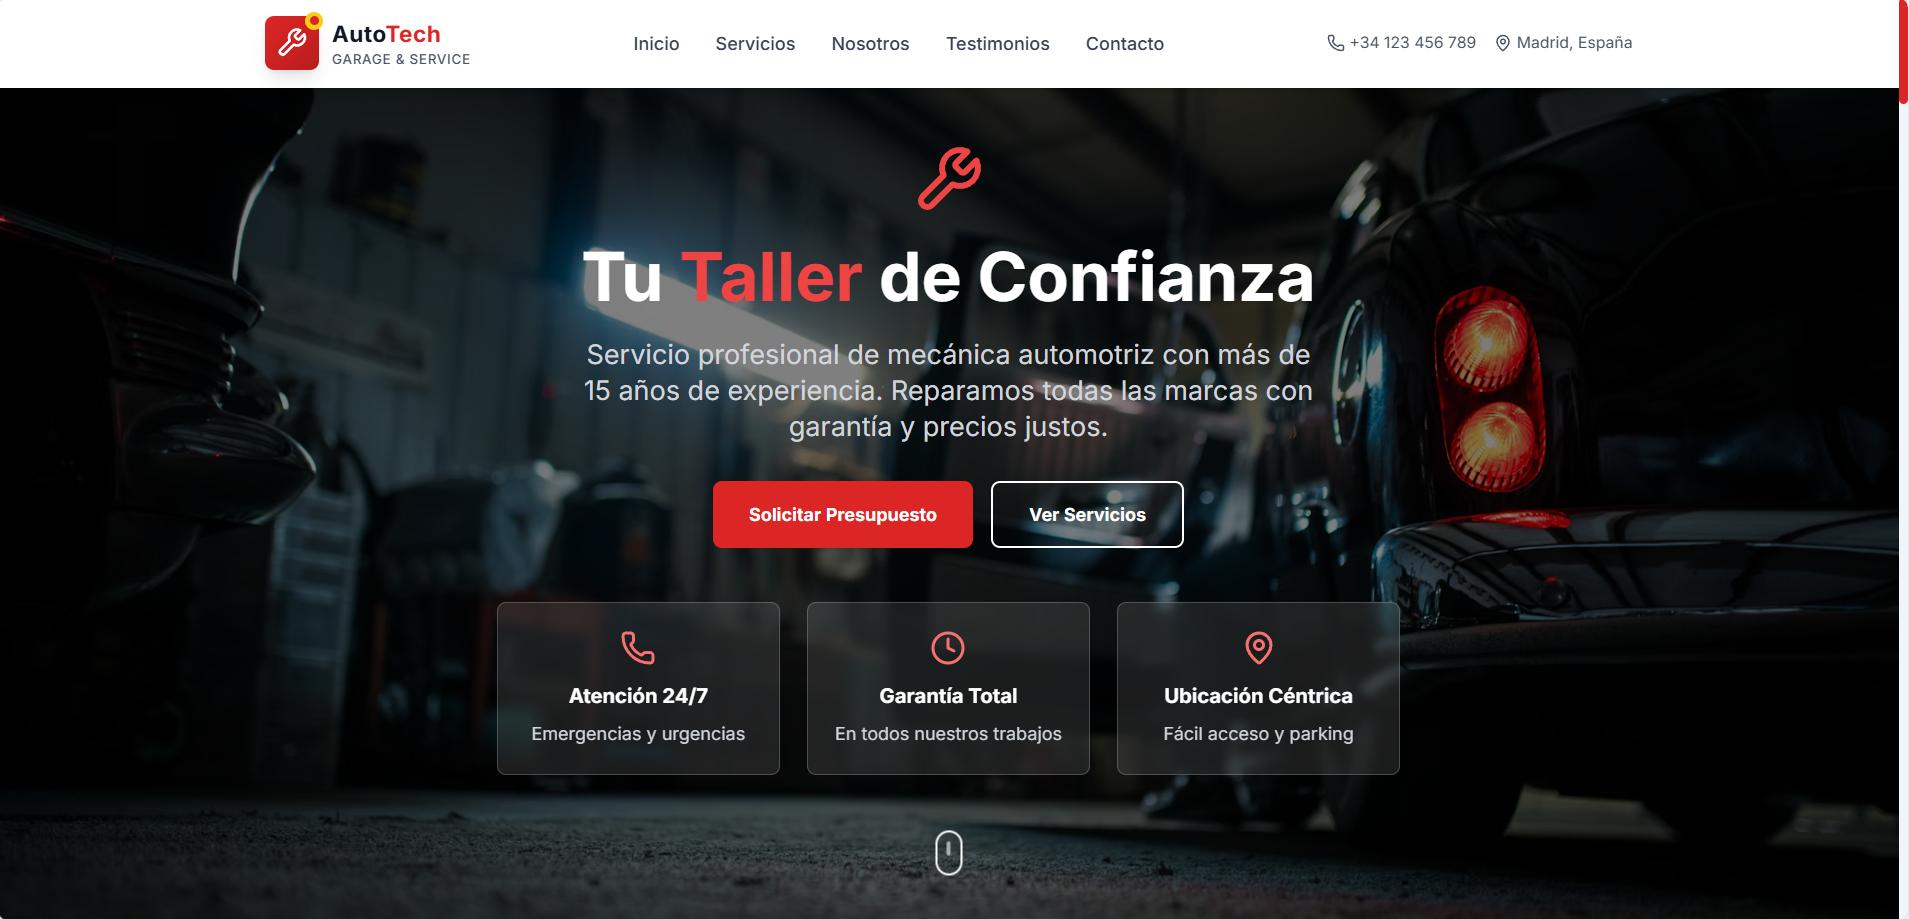 AutoTech
GARAGE & SERVICE
Inicio
Servicios
Nosotros
Testimonios
Contacto
+34 123 456 789
Madrid, España
Tu Taller de Confianza
Servicio profesional de mecánica automotriz con más de
15 años de experiencia. Reparamos todas las marcas con
garantía y precios justos.
Solicitar Presupuesto
Ver Servicios
Atención 24/7
Emergencias y urgencias
Garantía Total
En todos nuestros trabajos
Ubicación Céntrica
Fácil acceso y parking